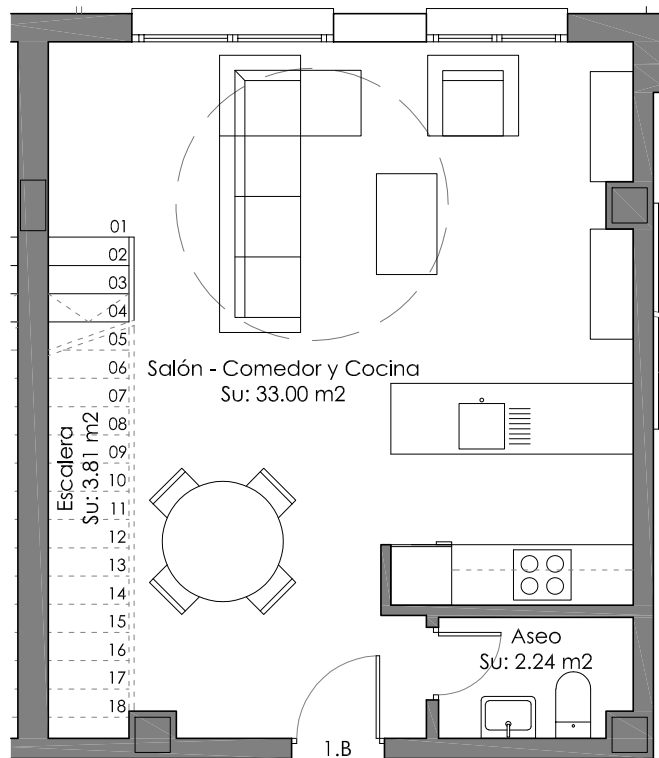 01
02
03
04
05
06
07
08
09
10
11
12
13
14
15
16
17
18
Escalera
Su: 3.81 m2
Salón - Comedor y Cocina
Su: 33.00 m2
Aseo
Su: 2.24 m2
1.B